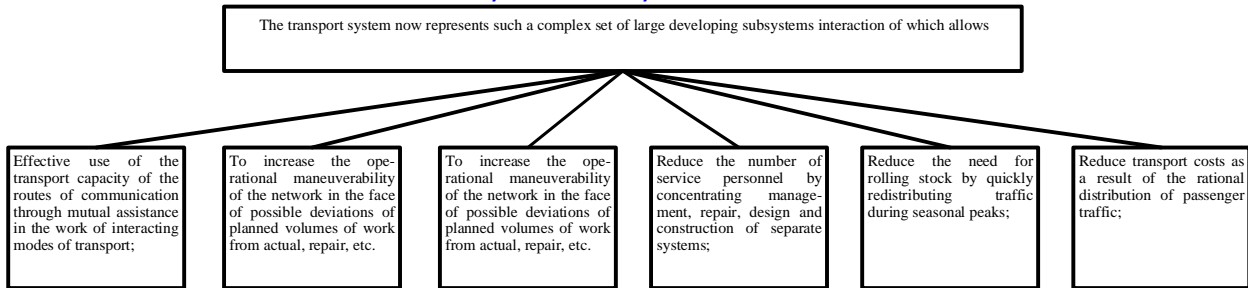 The transport system now represents such a complex set of large developing subsystems interaction of which allows
Effective use of the
transport capacity of the
routes of communication
through mutual assistance
in the work of interacting
modes of transport;
To increase the ope-
rational maneuverability
of the network in the face
of possible deviations of
planned volumes of work
from actual, repair, etc.
To increase the ope-
rational maneuverability
of the network in the face
of possible deviations of
planned volumes of work
from actual, repair, etc.
Reduce the number of
service personnel by
concentrating manage-
ment, repair, design and
construction of separate
systems;
Reduce the need for
rolling stock by quickly
redistributing traffic
during seasonal peaks;
Reduce transport costs as
a result of the rational
distribution of passenger
traffic;